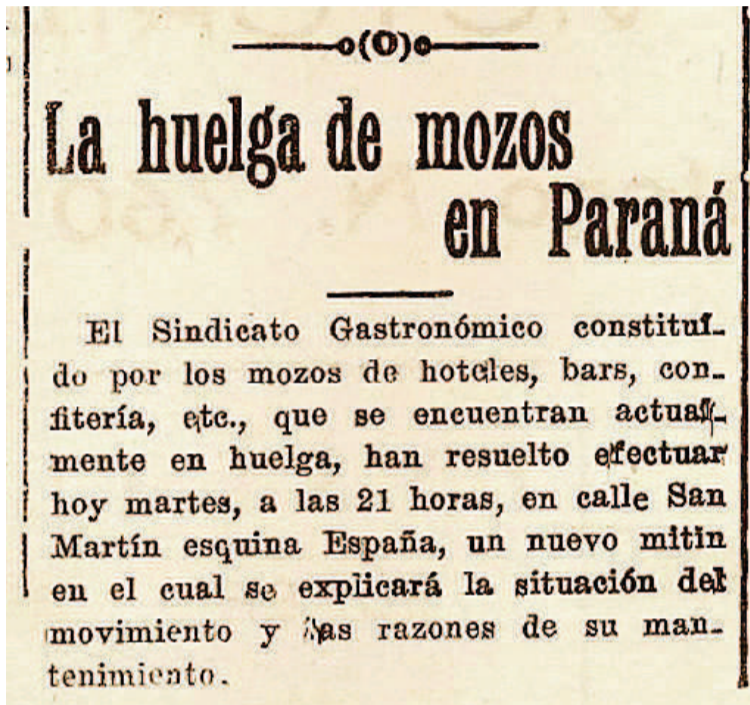 La huelga de mozos
en Paraná
El Sindicato Gastronómico constituí-
do por los mozos de hoteles, bars, con-
fitería, etc., que se encuentran actual-
mente en huelga, han resuelto efectuar
hoy martes, a las 21 horas, en calle San
Martín esquina España, un nuevo mitin
en el cual se explicará la situación del
movimiento y las razones de su man-
tenimiento.